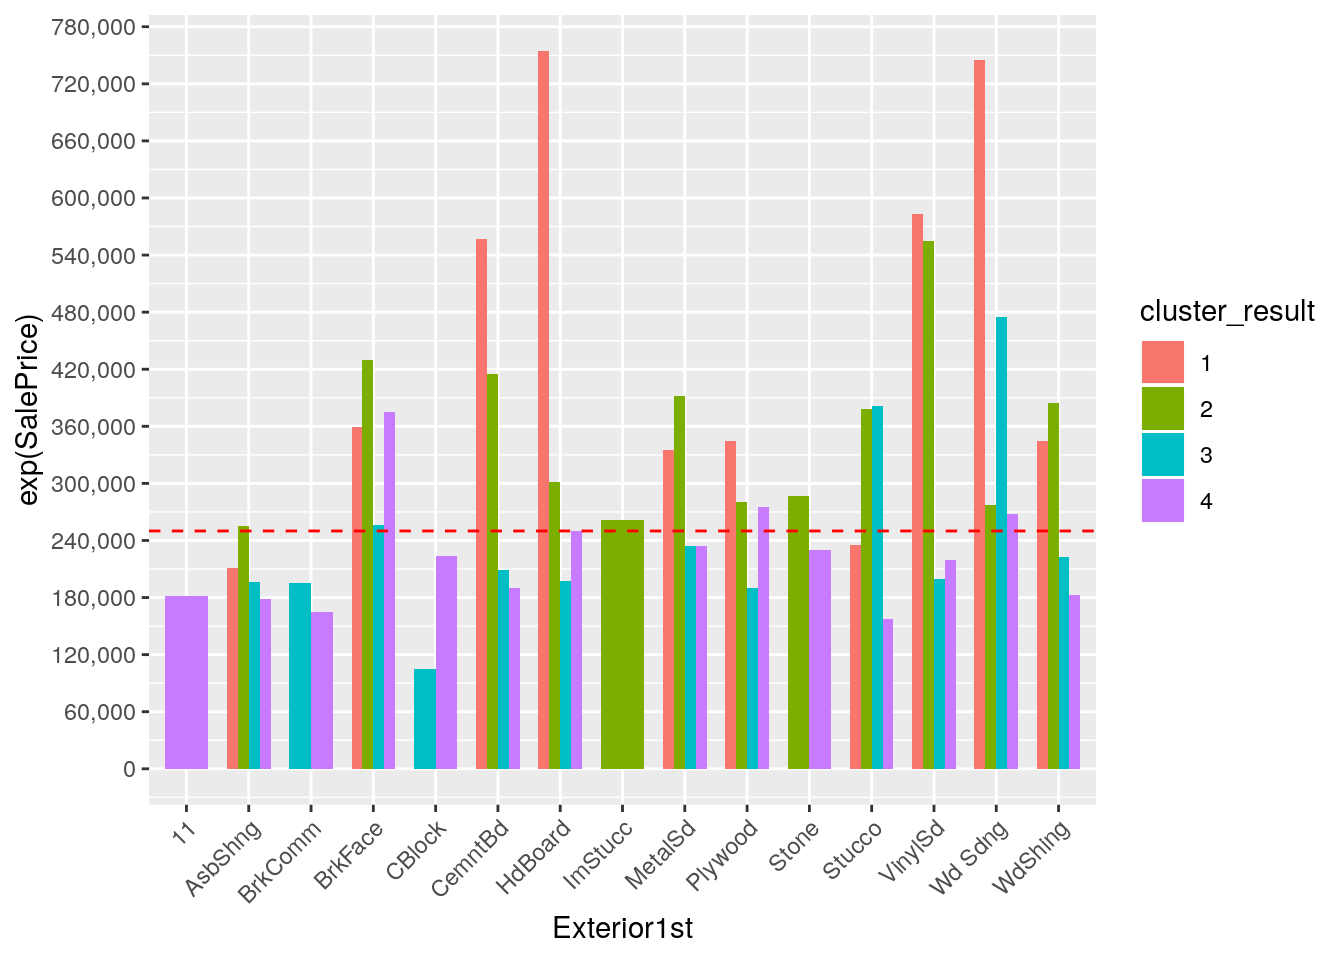 780,000
720,000
660,000
600,000
540,000
480,000
420,000
360,000
300,000
240,000
180,000
120,000
60,000
0
exp(SalePrice)
11
AsbShng
BrkComm
BrkFace
CBlock
CemntBd
HdBoard
ImStucc
MetalSd
Plywood
Stone
Stucco
VinylSd
Wd Sdng
WdShing
Exterior1st
cluster_result
1
2
3
4